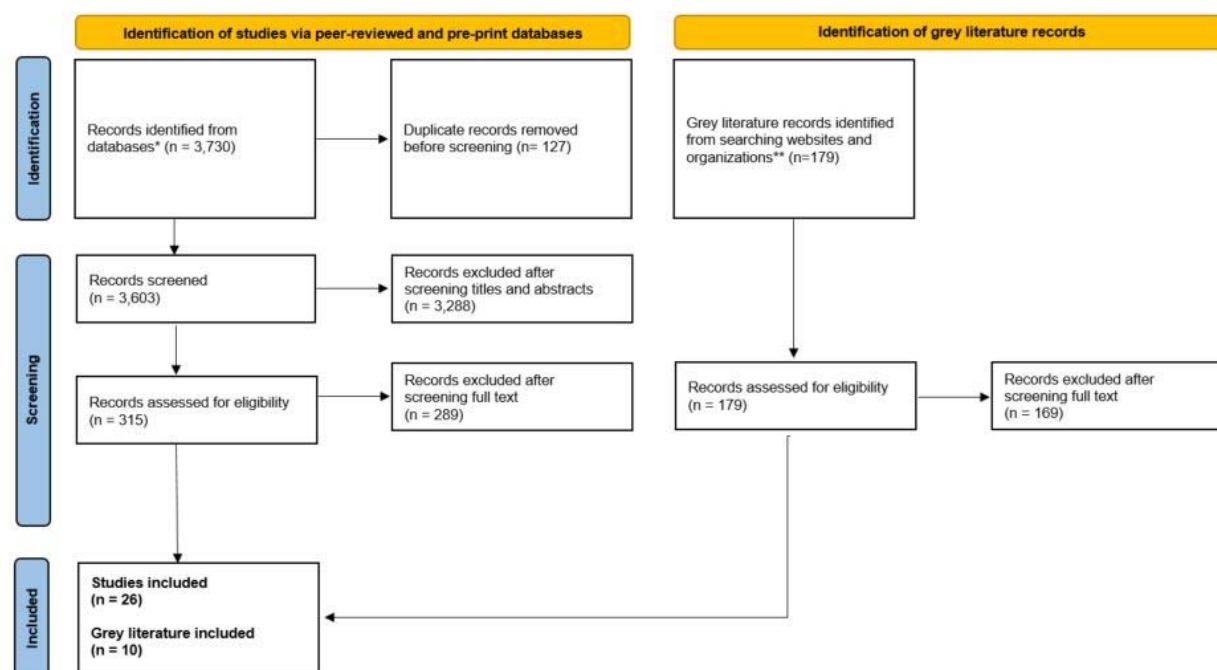 Identification of studies via peer-reviewed and pre-print databases
Identification of grey literature records
Identification
Records identified from
databases* (n = 3,730)
Duplicate records removed
before screening (n= 127)
Grey literature records identified
from searching websites and
organizations** (n=179)
Screening
Records screened
(n = 3,603)
Records excluded after
screening titles and abstracts
(n = 3,288)
Records assessed for eligibility
(n = 315)
Records excluded after
screening full text
(n = 289)
Records assessed for eligibility
(n = 179)
Records excluded after
screening full text
(n = 169)
Included
Studies included
(n = 26)
Grey literature included
(n = 10)